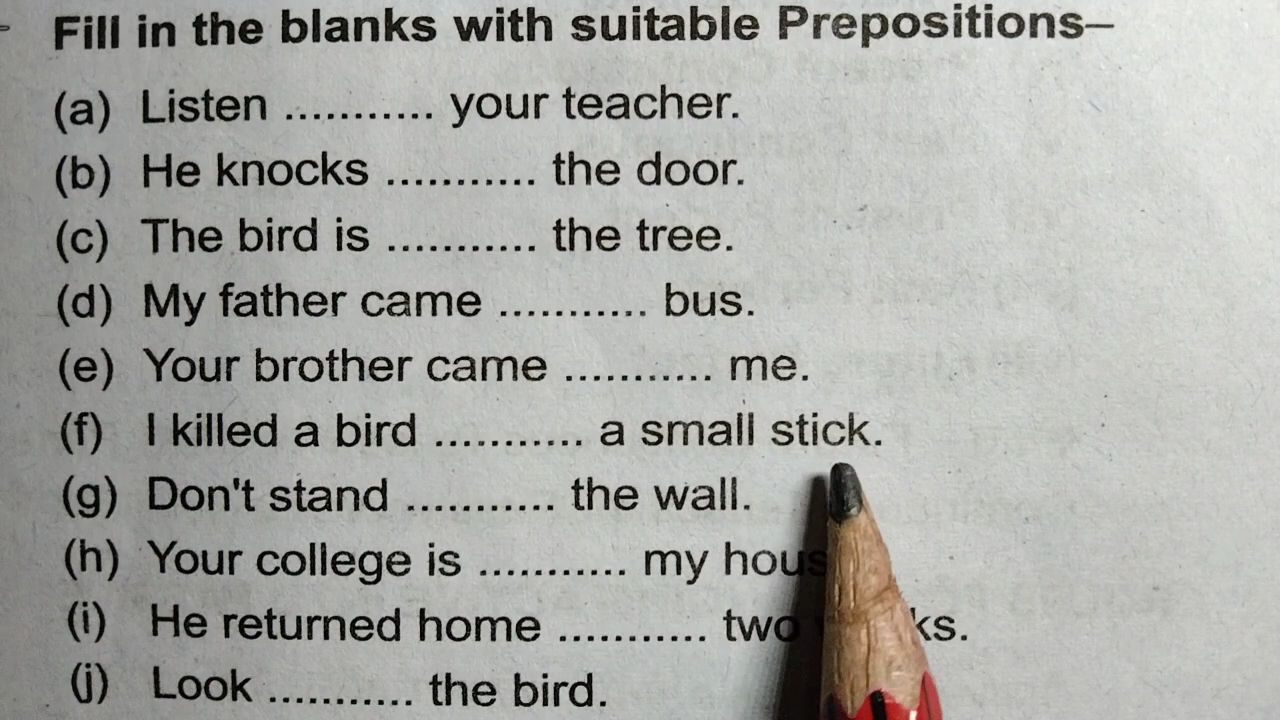 Fill in the blanks with suitable Prepositions–
(a) Listen ........... your teacher.
(b) He knocks ........... the door.
(c) The bird is ........... the tree.
(d) My father came ........... bus.
(e) Your brother came ........... me.
(f) I killed a bird ........... a small stick.
(g) Don't stand ........... the wall.
(h) Your college is ........... my
(i) He returned home ........... two
(j) Look ........... the bird.